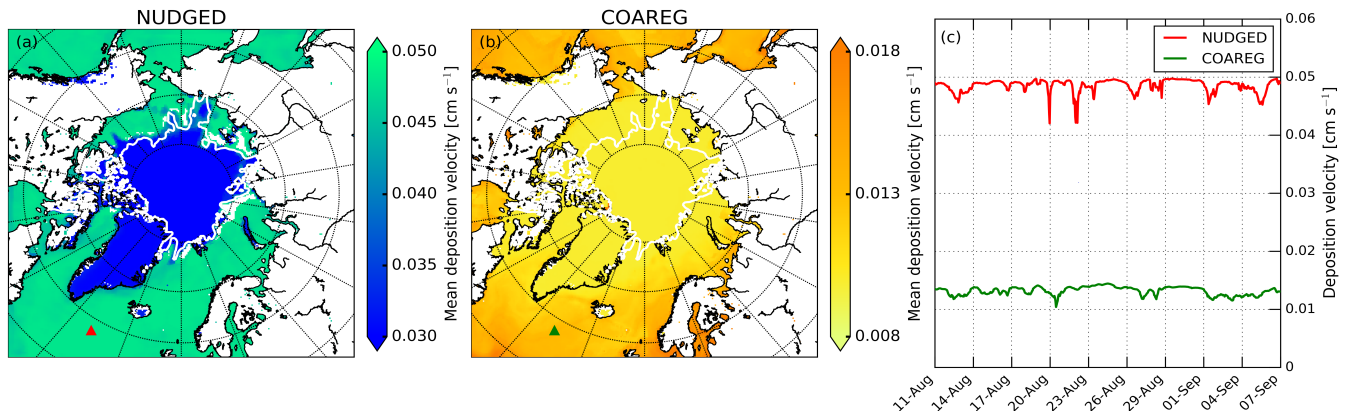 NUDGED
(a)
0.050
0.045
0.040
0.035
0.030
Mean deposition velocity [cm s⁻¹]
COAREG
(b)
0.018
0.013
0.008
Mean deposition velocity [cm s⁻¹]
(c)
NUDGED
COAREG
0.06
0.05
0.04
0.03
0.02
0.01
0
Deposition velocity [cm s⁻¹]
11-Aug
14-Aug
17-Aug
20-Aug
23-Aug
26-Aug
29-Aug
01-Sep
04-Sep
07-Sep